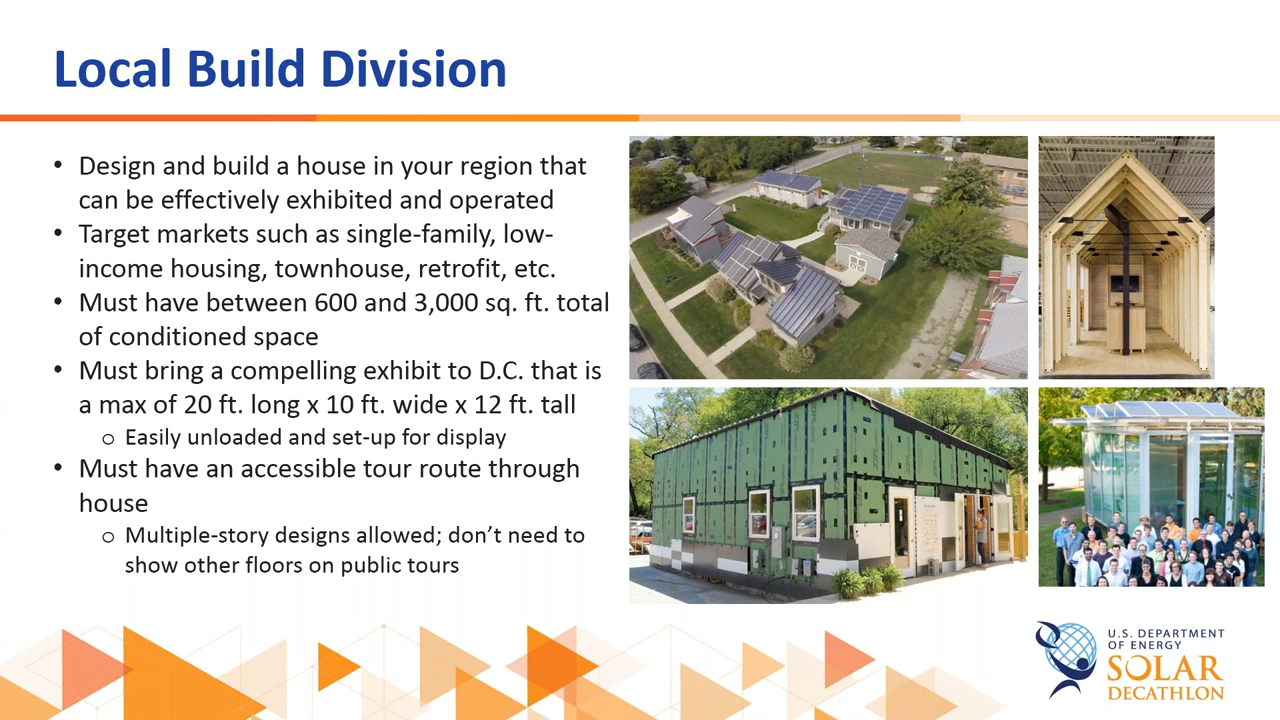 Local Build Division
• Design and build a house in your region that
can be effectively exhibited and operated
• Target markets such as single-family, low-
income housing, townhouse, retrofit, etc.
• Must have between 600 and 3,000 sq. ft. total
of conditioned space
• Must bring a compelling exhibit to D.C. that is
a max of 20 ft. long x 10 ft. wide x 12 ft. tall
o Easily unloaded and set-up for display
• Must have an accessible tour route through
house
o Multiple-story designs allowed; don’t need to
show other floors on public tours
U.S. DEPARTMENT
OF ENERGY
SOLAR
DECATHLON